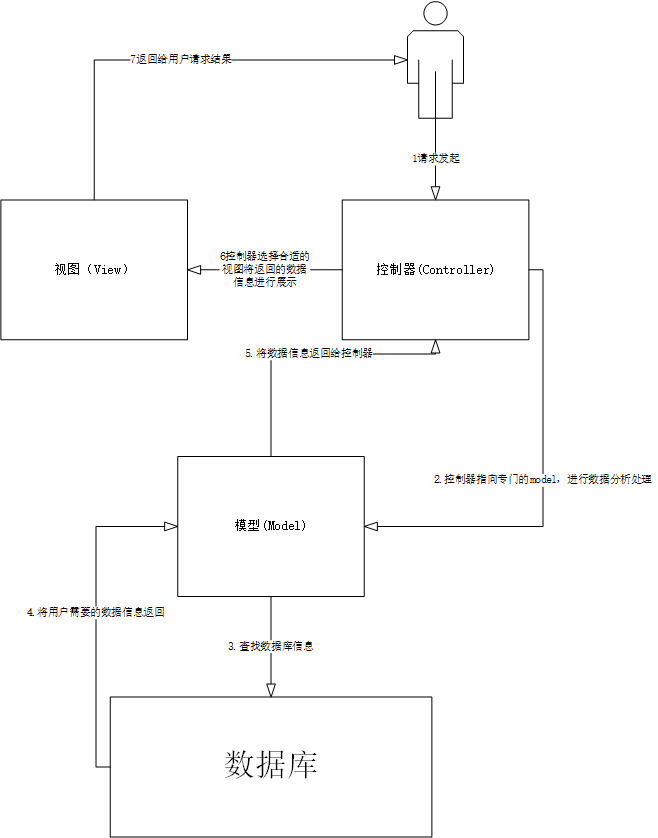 7返回给用户请求结果
1请求发起
视图（View）
6控制器选择合适的
视图将返回的数据
信息进行展示
控制器(Controller)
5.将数据信息返回给控制器
2.控制器指向专门的model，进行数据分析处理
模型(Model)
4.将用户需要的数据信息返回
3.查找数据库信息
数据库